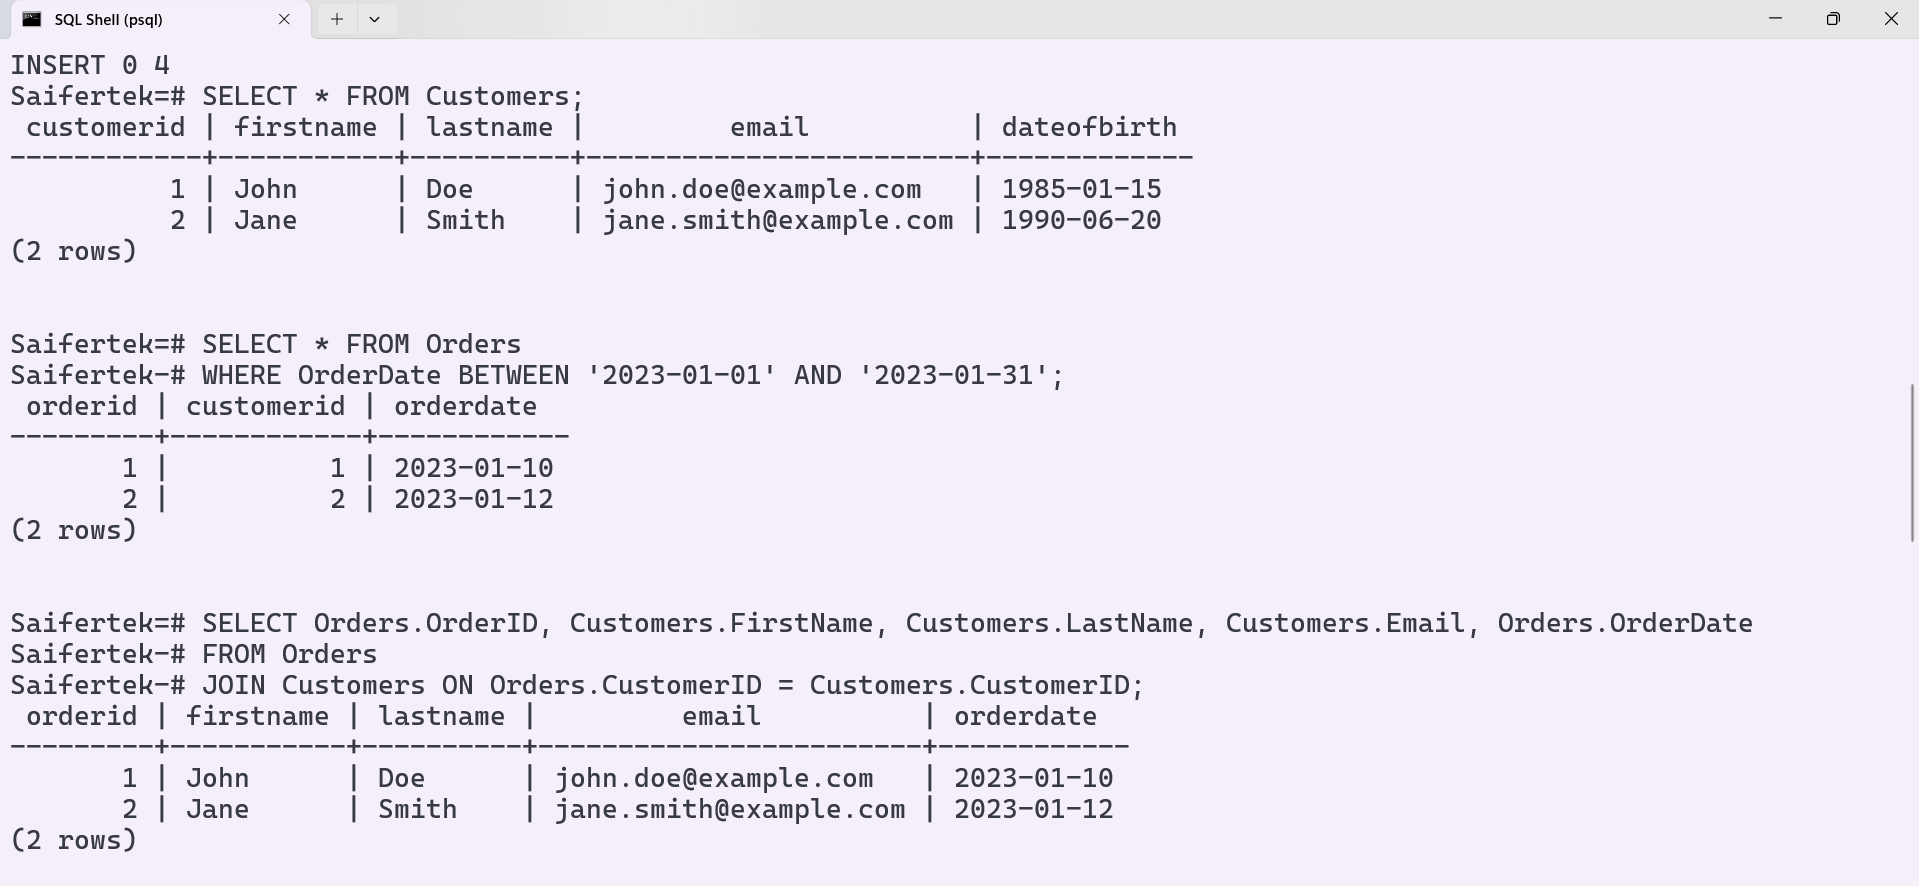 SQL Shell (psql)
INSERT 0 4
Saifertek=# SELECT * FROM Customers;
 customerid | firstname | lastname |         email          | dateofbirth
------------+-----------+----------+------------------------+-------------
          1 | John      | Doe      | john.doe@example.com   | 1985-01-15
          2 | Jane      | Smith    | jane.smith@example.com | 1990-06-20
(2 rows)
Saifertek=# SELECT * FROM Orders
Saifertek-# WHERE OrderDate BETWEEN '2023-01-01' AND '2023-01-31';
 orderid | customerid | orderdate
---------+------------+------------
       1 |          1 | 2023-01-10
       2 |          2 | 2023-01-12
(2 rows)
Saifertek=# SELECT Orders.OrderID, Customers.FirstName, Customers.LastName, Customers.Email, Orders.OrderDate
Saifertek-# FROM Orders
Saifertek-# JOIN Customers ON Orders.CustomerID = Customers.CustomerID;
 orderid | firstname | lastname |         email          | orderdate
---------+-----------+----------+------------------------+------------
       1 | John      | Doe      | john.doe@example.com   | 2023-01-10
       2 | Jane      | Smith    | jane.smith@example.com | 2023-01-12
(2 rows)